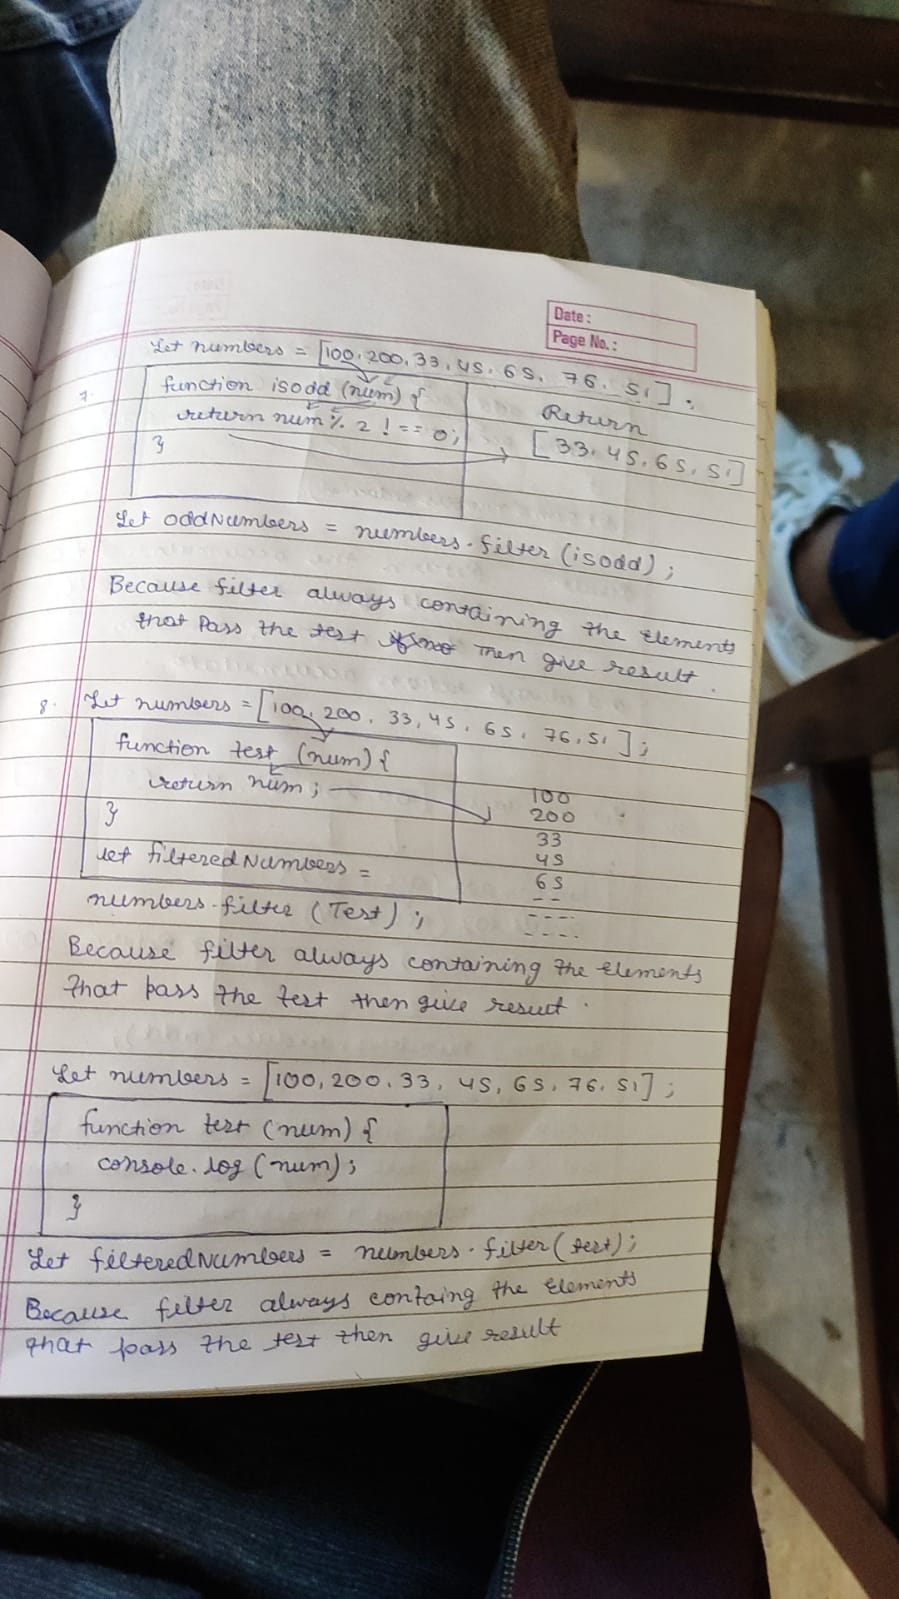 Date:
Page No.:
Let numbers = [100, 200, 33, 45, 65, 76, 51];
7.
function isodd (num) {
return num % 2 ! == 0;
}
Return
[33, 45, 65, 51]
Let oddNumbers = numbers.filter (isodd);
Because filter always containing the elements
that Pass the test Then give result.
8. Let numbers = [100, 200, 33, 45, 65, 76, 51];
function test (num) {
return num;
}
100
200
33
45
65
-- 
----
----
let filteredNumbers =
numbers.filter (Test);
Because filter always containing the elements
that pass the test then give result.
Let numbers = [100, 200, 33, 45, 65, 76, 51];
function test (num) {
console.log (num);
}
Let filteredNumbers = numbers.filter (test);
Because filter always containg the elements
that pass the test then give result